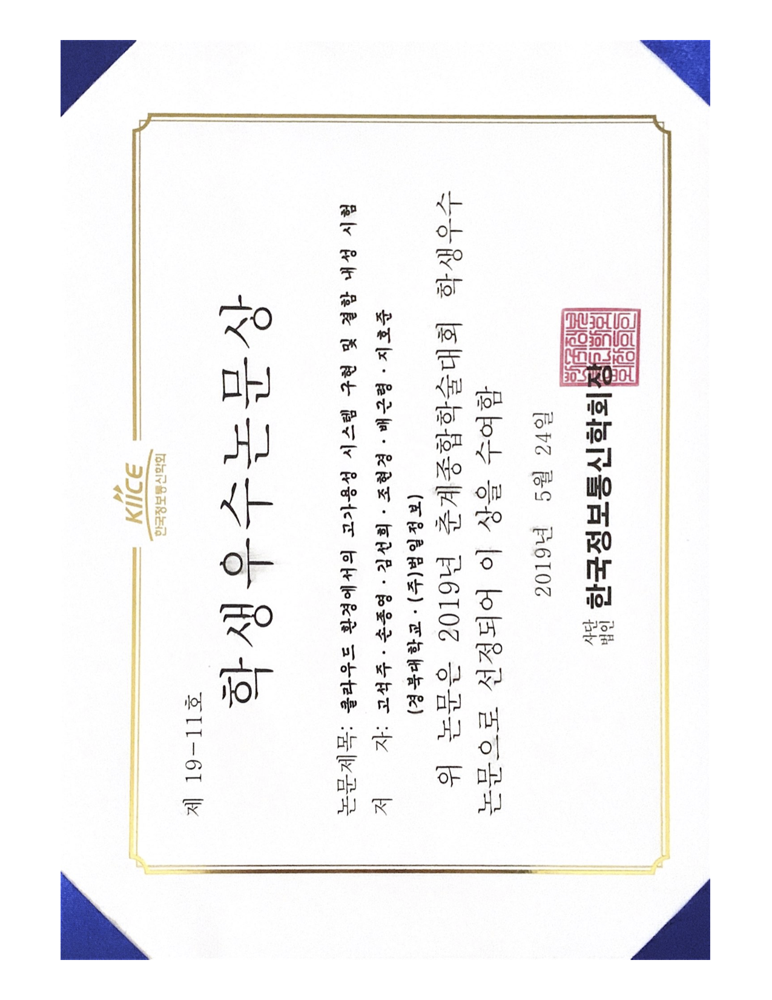 KIICE
한국정보통신학회
제 19-11호
학생우수논문상
논문제목: 클라우드 환경에서의 고가용성 시스템 구현 및 결함 내성 시험
저 자: 고석주·손종영·김선희·조현경·배근령·지호준
(경북대학교·(주)범일정보)
위 논문은 2019년 춘계종합학술대회 학생우수
논문으로 선정되어 이 상을 수여함
2019년 5월 24일
사단
법인
한국정보통신학회장